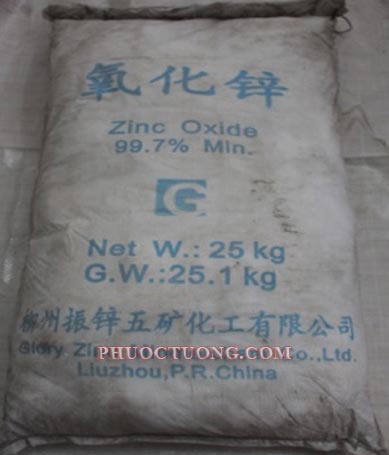 氧化锌
Zinc Oxide
99.7% Min.
G
Net W.: 25 kg
G.W.:25.1 kg
柳州振锌五矿化工有限公司
Glory Co.,Ltd.
PHUOCTUONG.COM
Liuzhou,P.R.China